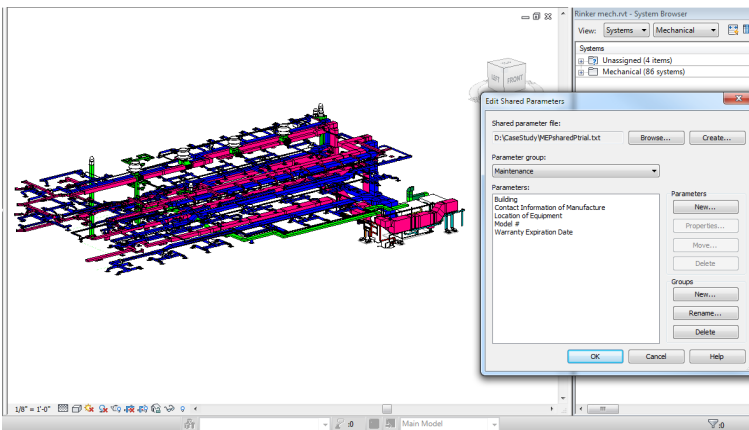 Rinker mech.rvt - System Browser
View: Systems Mechanical
Systems
Unassigned (4 items)
Mechanical (86 systems)
LEFT FRONT
Edit Shared Parameters
Shared parameter file:
D:\CaseStudy\MEPsharedPtrial.txt Browse... Create...
Parameter group:
Maintenance
Parameters:
Building
Contact Information of Manufacture
Location of Equipment
Model #
Warranty Expiration Date
Parameters
New...
Properties...
Move...
Delete
Groups
New...
Rename...
Delete
OK Cancel Help
1/8" = 1'-0"
:0 Main Model :0